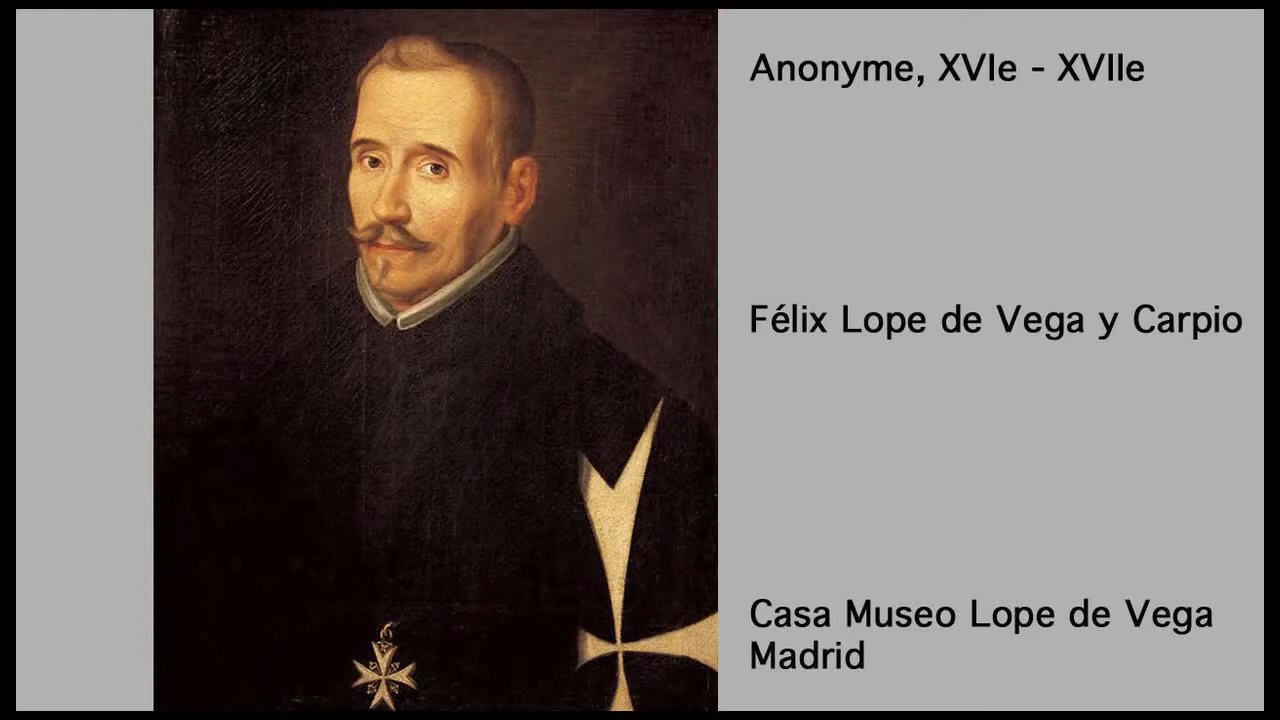 Anonyme, XVIe - XVIIe
Félix Lope de Vega y Carpio
Casa Museo Lope de Vega
Madrid